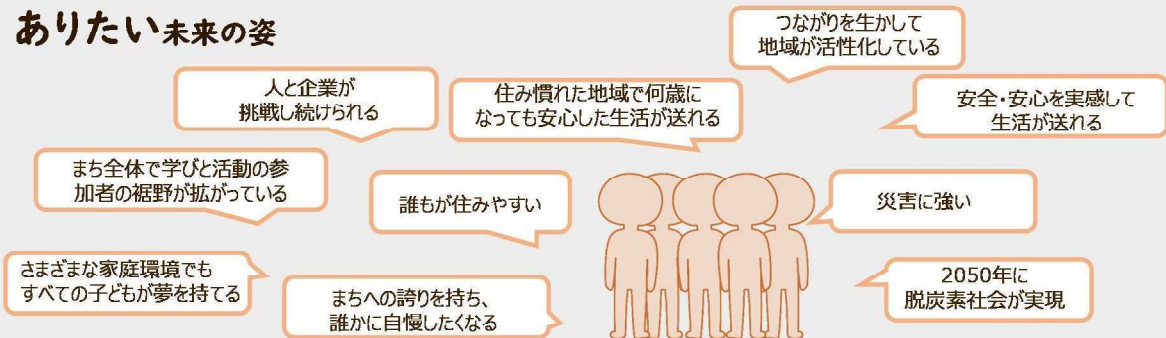 ありたい未来の姿
つながりを生かして
地域が活性化している
人と企業が
挑戦し続けられる
住み慣れた地域で何歳に
なっても安心した生活が送れる
安全・安心を実感して
生活が送れる
まち全体で学びと活動の参
加者の裾野が拡がっている
誰もが住みやすい
災害に強い
さまざまな家庭環境でも
すべての子どもが夢を持てる
まちへの誇りを持ち、
誰かに自慢したくなる
2050年に
脱炭素社会が実現